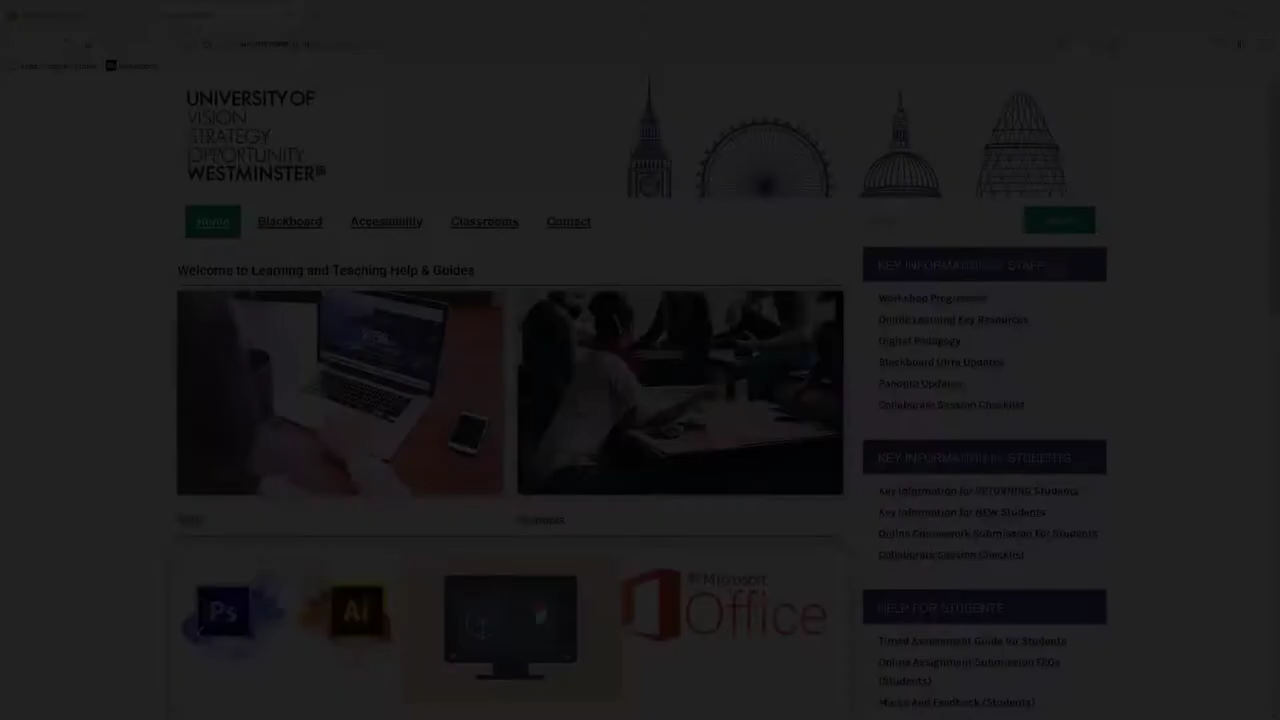 UNIVERSITY OF
VISION
STRATEGY
OPPORTUNITY
WESTMINSTER
Home Blackboard Accessibility Classrooms Contact
Welcome to Learning and Teaching Help & Guides
KEY INFORMATION - STAFF
Workshop Programme
Online Learning Key Resources
Digital Pedagogy
Blackboard Ultra Updates
Panopto Updates
Collaborate Session Checklist
KEY INFORMATION - STUDENTS
Key Information for RETURNING Students
Key Information for NEW Students
Online Coursework Submission For Students
Collaborate Session Checklist
Ps
Ai
Microsoft
Office
HELP FOR STUDENTS
Timed Assessment Guide for Students
Online Assignment Submission FAQs
(Students)
Marks And Feedback (Students)